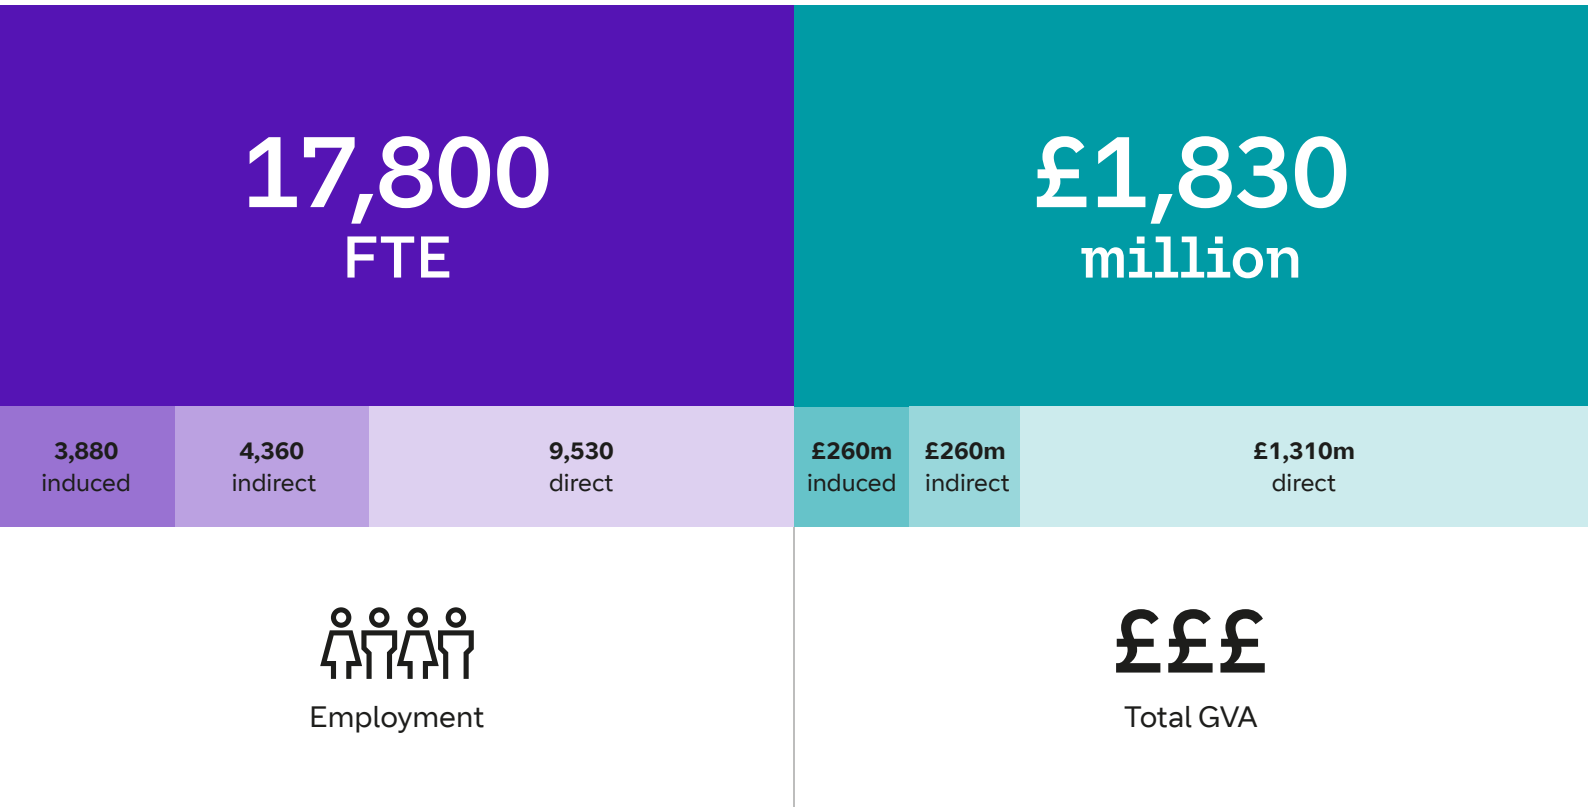 17,800
FTE
£1,830
million
3,880
induced
4,360
indirect
9,530
direct
£260m
induced
£260m
indirect
£1,310m
direct
Employment
£££
Total GVA